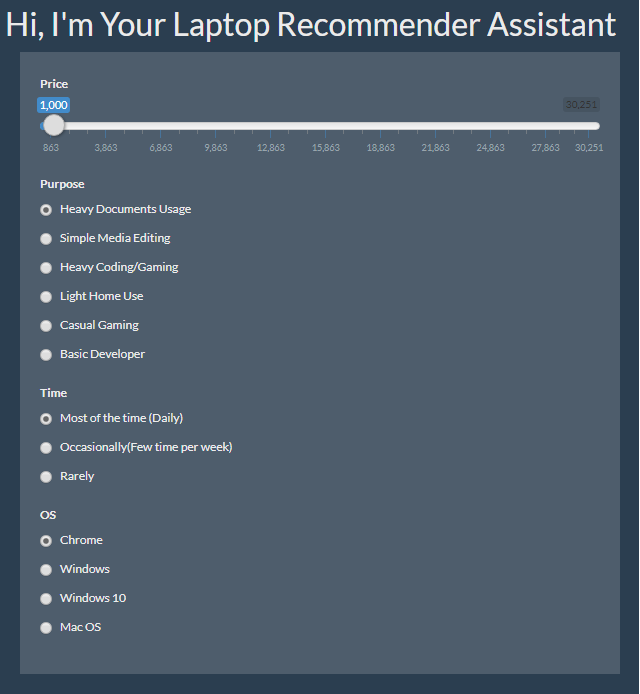 Hi, I'm Your Laptop Recommender Assistant
Price
1,000 30,251
863 3,863 6,863 9,863 12,863 15,863 18,863 21,863 24,863 27,863 30,251
Purpose
Heavy Documents Usage
Simple Media Editing
Heavy Coding/Gaming
Light Home Use
Casual Gaming
Basic Developer
Time
Most of the time (Daily)
Occasionally(Few time per week)
Rarely
OS
Chrome
Windows
Windows 10
Mac OS